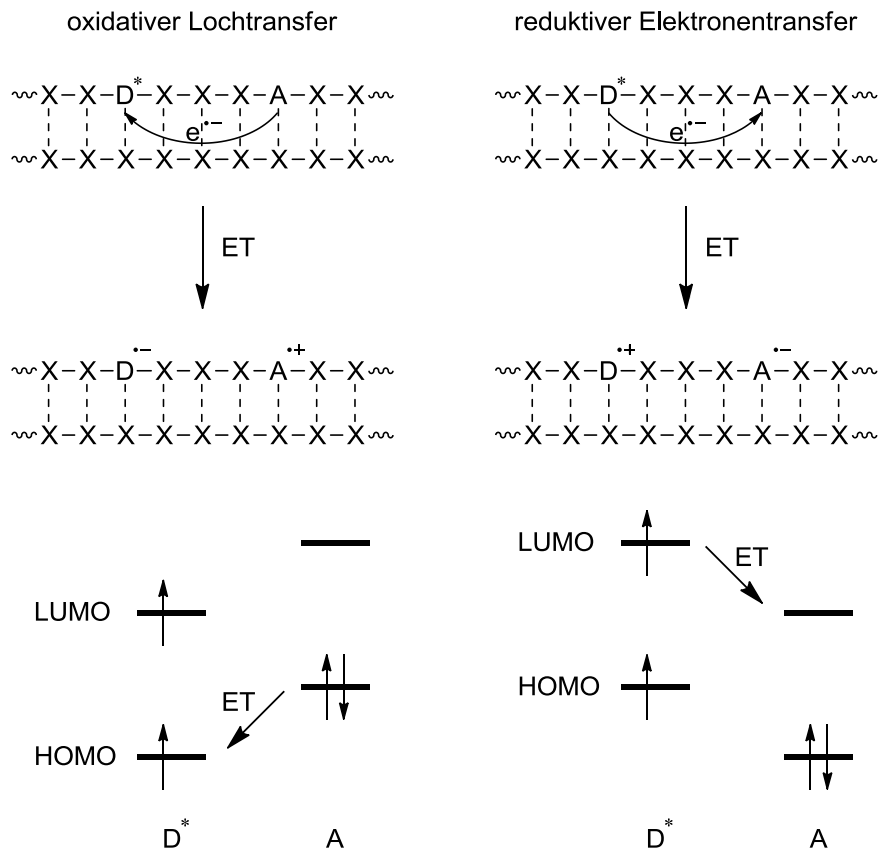 oxidativer Lochtransfer
reduktiver Elektronentransfer
X–X–D*–X–X–X–A–X–X
X–X–D*–X–X–X–A–X–X
e•–
e•–
X–X–X–X–X–X–X–X–X
X–X–X–X–X–X–X–X–X
ET
ET
X–X–D•––X–X–X–A•+–X–X
X–X–D•+–X–X–X–A•––X–X
X–X–X–X–X–X–X–X–X
X–X–X–X–X–X–X–X–X
LUMO
ET
HOMO
D*
A
LUMO
ET
HOMO
D*
A